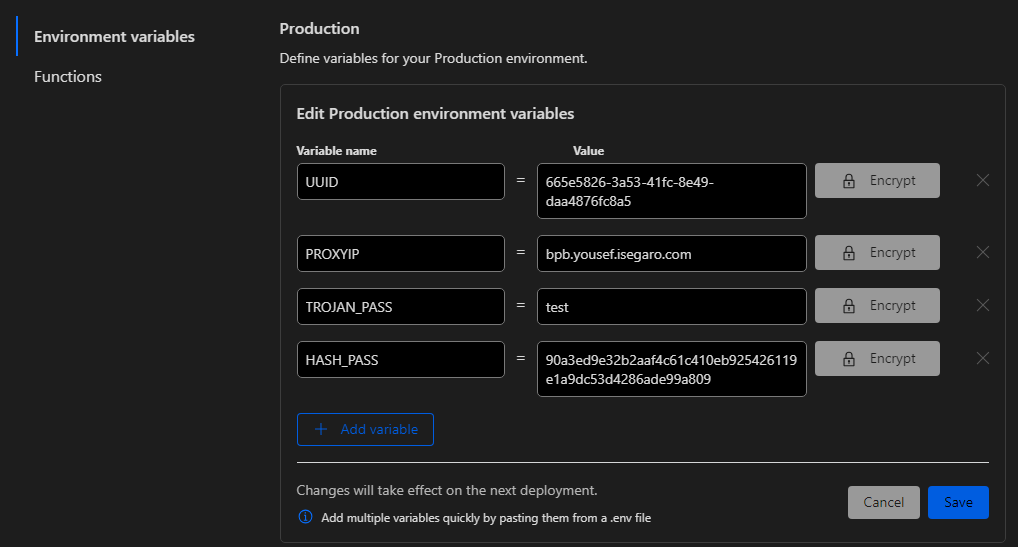 Environment variables
Functions
Production
Define variables for your Production environment.
Edit Production environment variables
Variable name Value
UUID = 665e5826-3a53-41fc-8e49-
daa4876fc8a5 Encrypt
PROXYIP = bpb.yousef.isegaro.com Encrypt
TROJAN_PASS = test Encrypt
HASH_PASS = 90a3ed9e32b2aaf4c61c410eb925426119
e1a9dc53d4286ade99a809 Encrypt
+ Add variable
Changes will take effect on the next deployment.
Add multiple variables quickly by pasting them from a .env file
Cancel Save